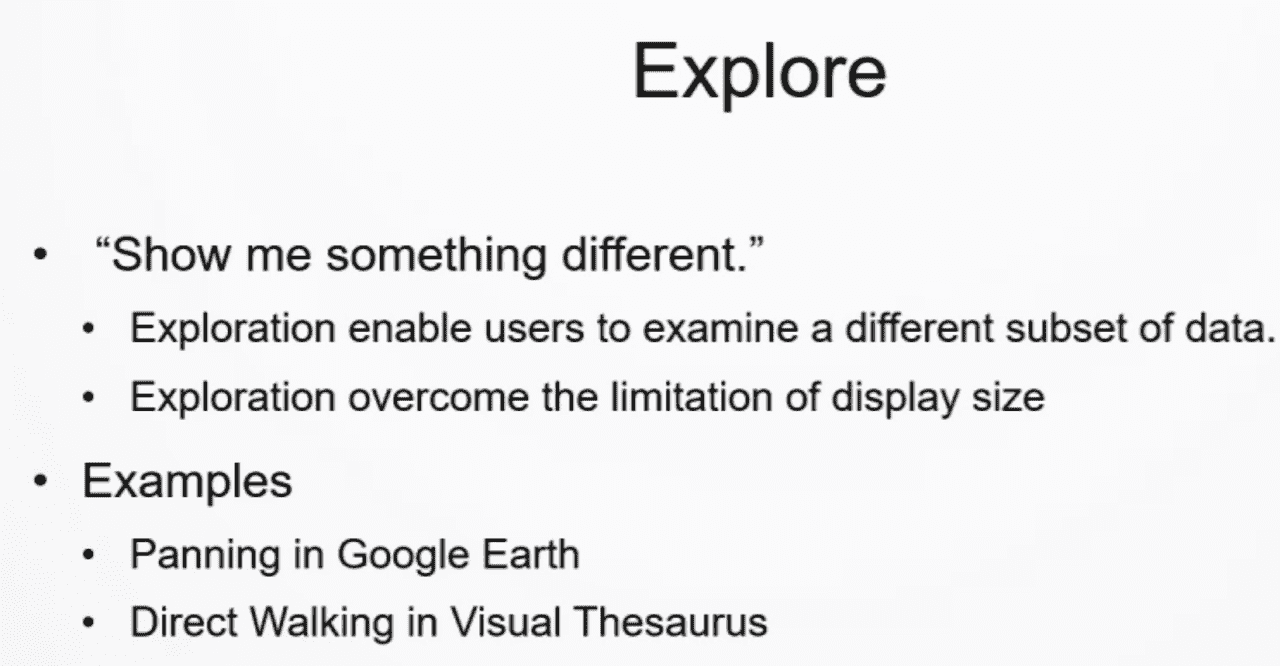 Explore
• “Show me something different.”
• Exploration enable users to examine a different subset of data.
• Exploration overcome the limitation of display size
• Examples
• Panning in Google Earth
• Direct Walking in Visual Thesaurus